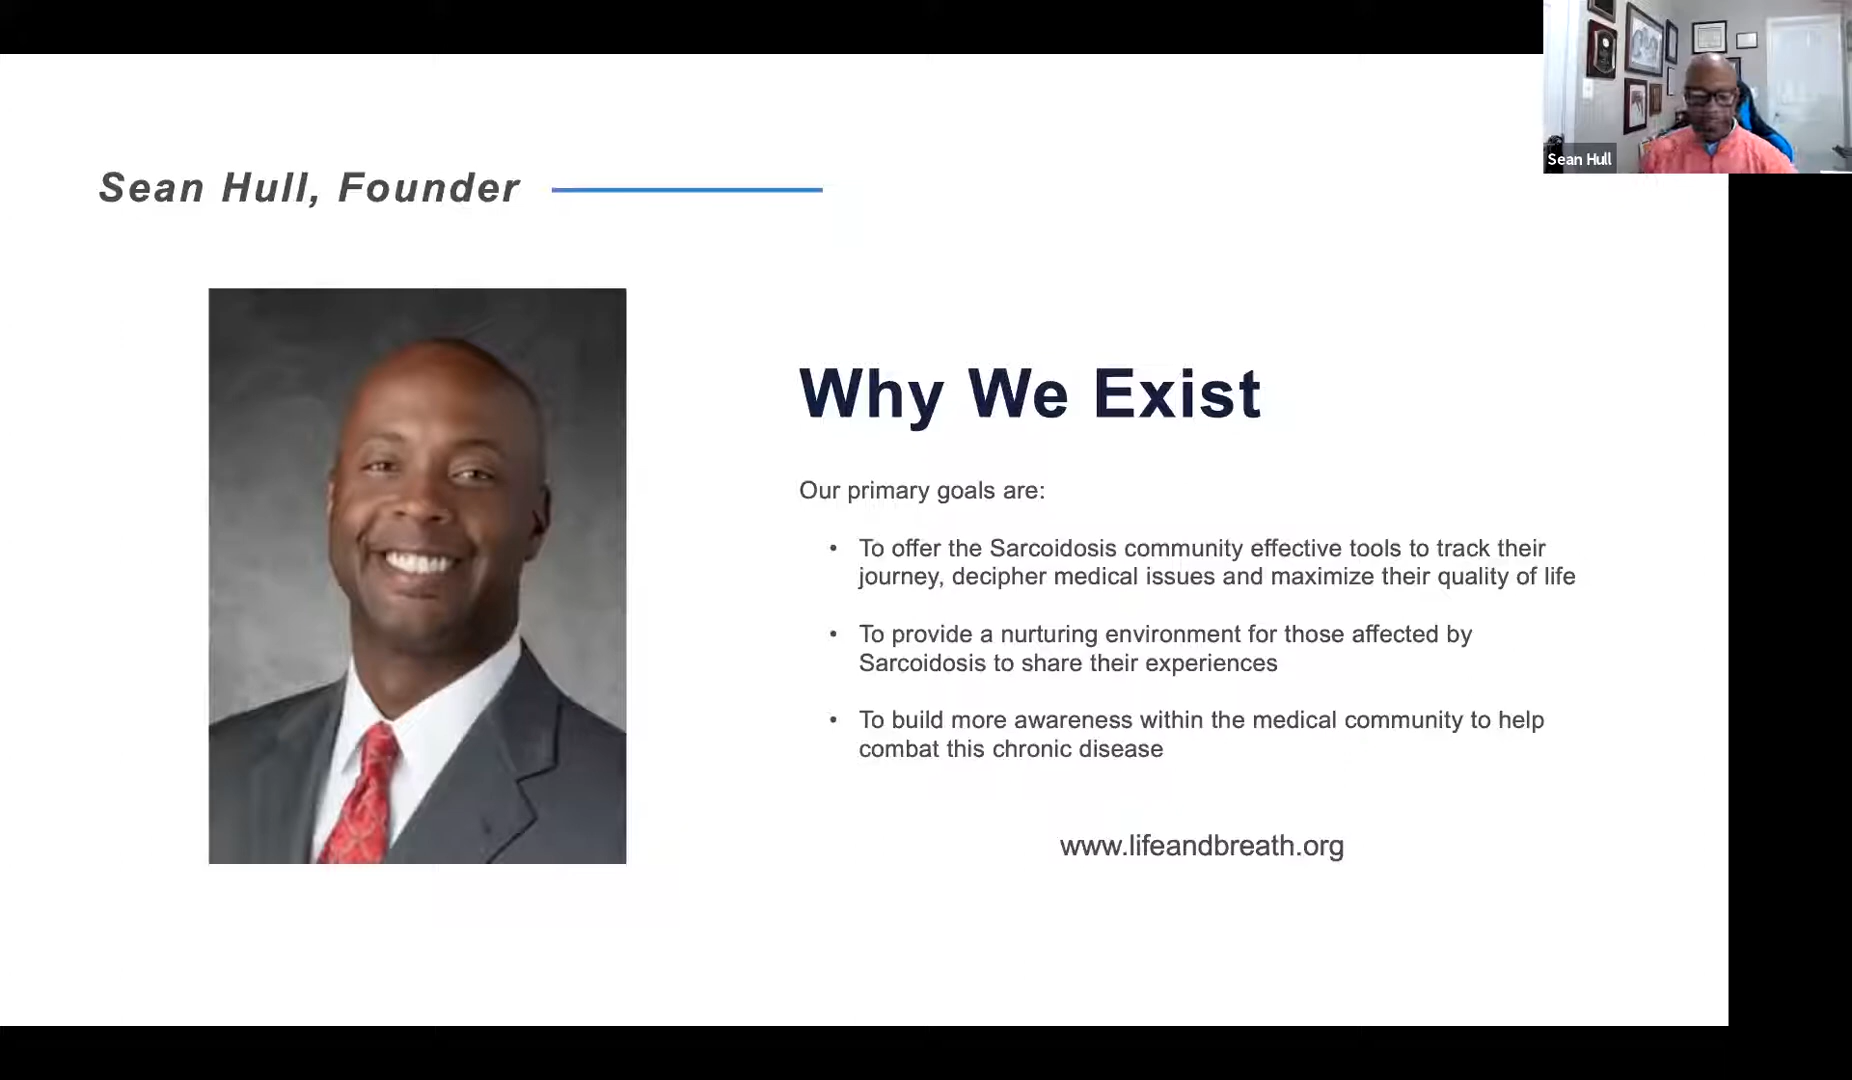 Sean Hull
Sean Hull, Founder
Why We Exist
Our primary goals are:
• To offer the Sarcoidosis community effective tools to track their
journey, decipher medical issues and maximize their quality of life
• To provide a nurturing environment for those affected by
Sarcoidosis to share their experiences
• To build more awareness within the medical community to help
combat this chronic disease
www.lifeandbreath.org